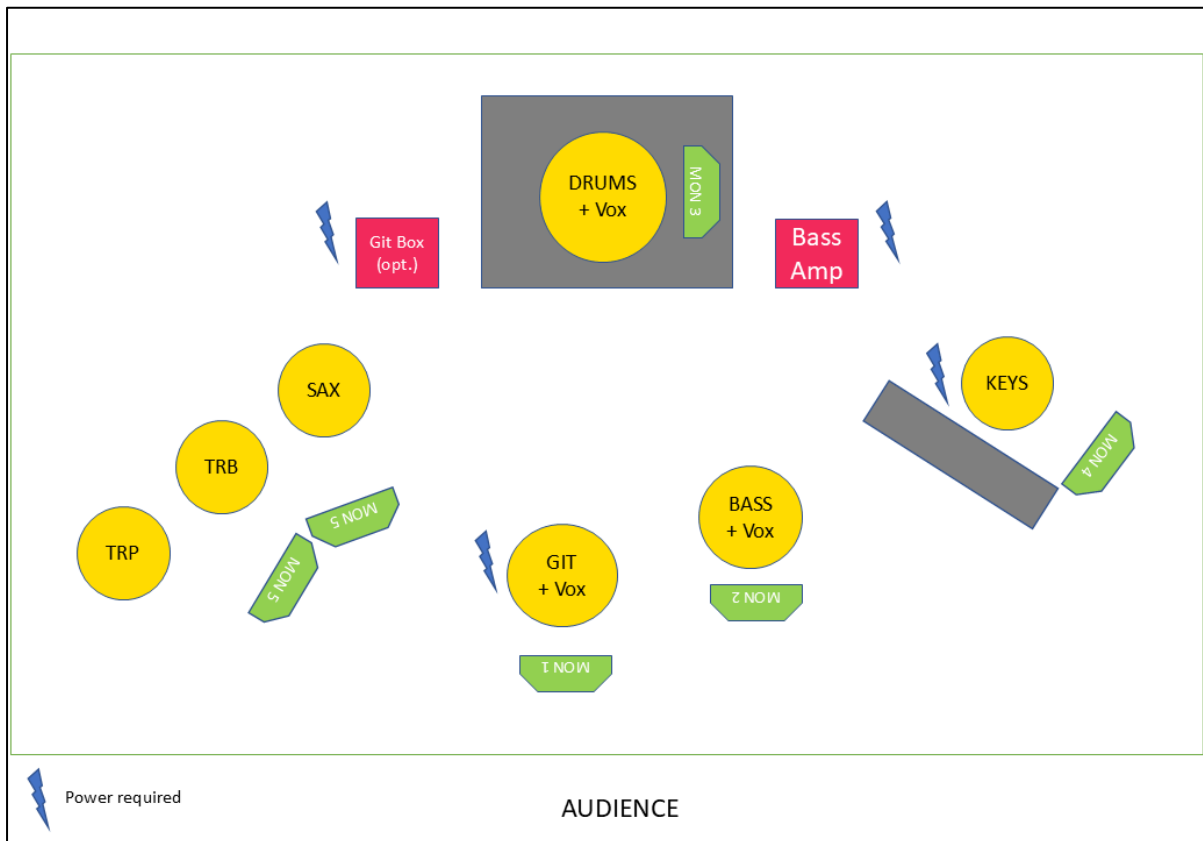 DRUMS
+ Vox
MON 3
Git Box
(opt.)
Bass
Amp
SAX
KEYS
TRB
MON 4
TRP
MON 5
MON 5
GIT
+ Vox
BASS
+ Vox
MON 2
MON 1
Power required
AUDIENCE